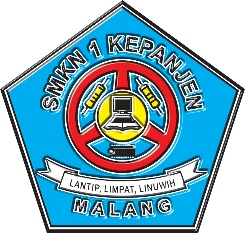 SMKN 1 KEPANJEN
LANTIP, LIMPAT, LINUWIH
MALANG